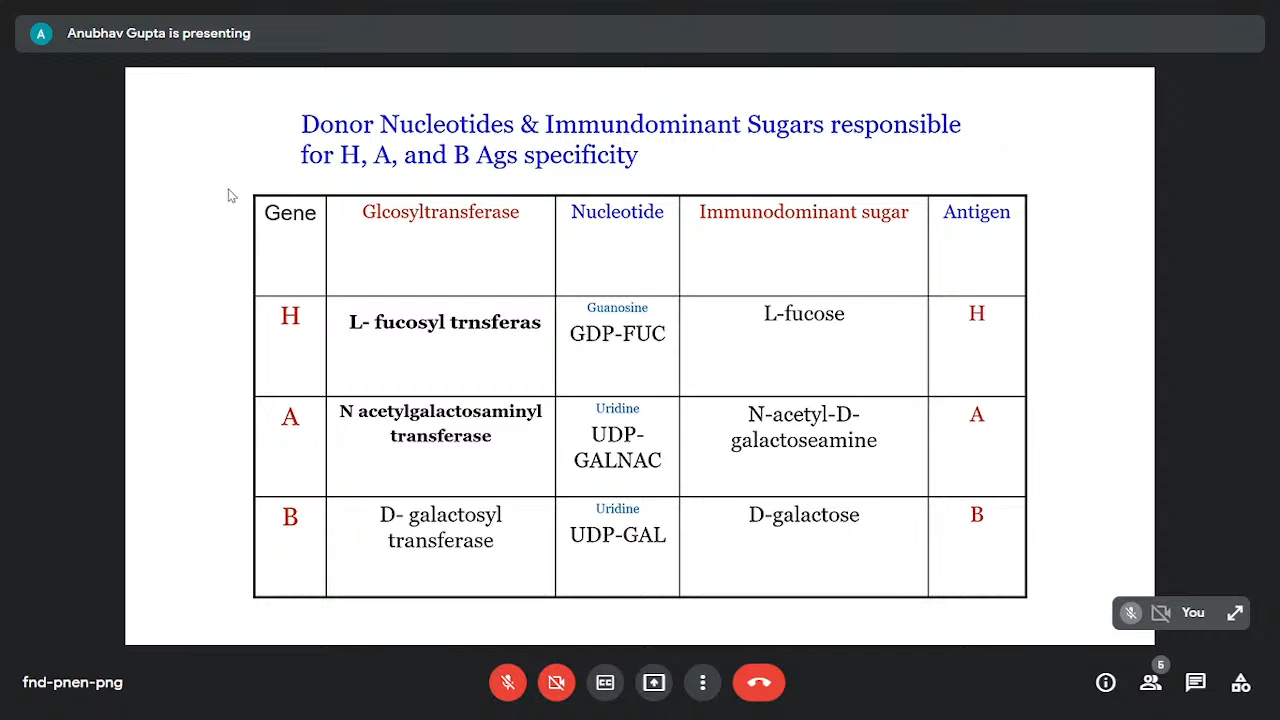 A
Anubhav Gupta is presenting
Donor Nucleotides & Immundominant Sugars responsible
for H, A, and B Ags specificity
Gene Glcosyltransferase Nucleotide Immunodominant sugar Antigen
H
L- fucosyl trnsferas
Guanosine
GDP-FUC
L-fucose
H
A
N acetylgalactosaminyl
transferase
Uridine
UDP-
GALNAC
N-acetyl-D-
galactoseamine
A
B
D- galactosyl
transferase
Uridine
UDP-GAL
D-galactose
B
You
fnd-pnen-png
CC
5